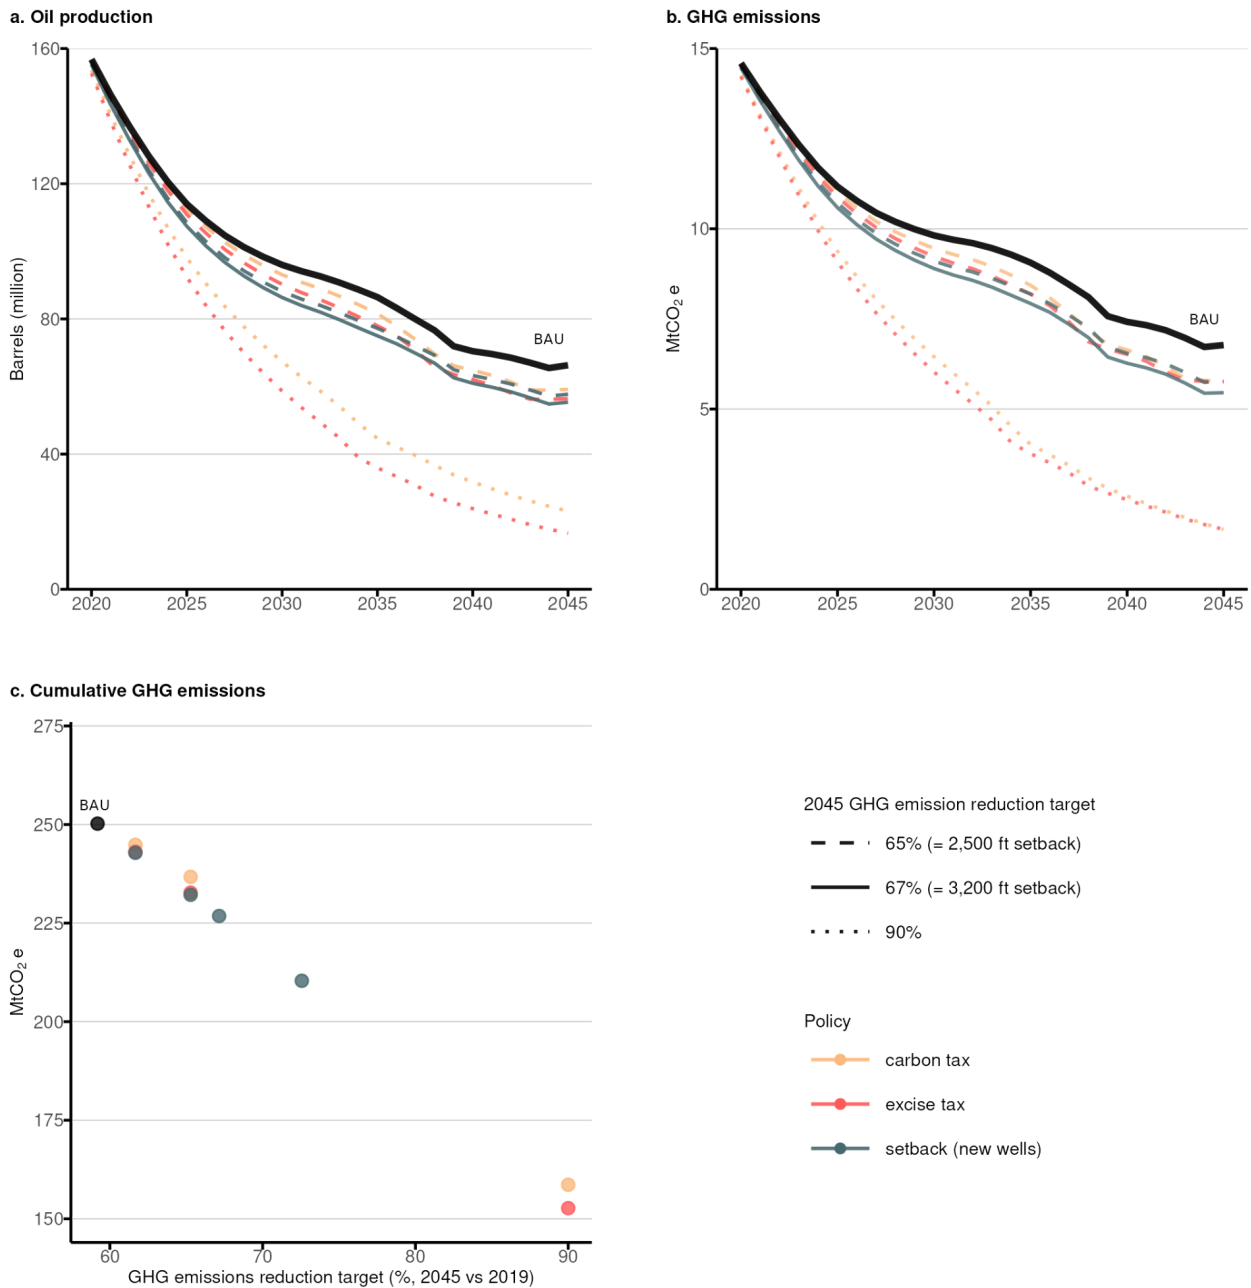 a. Oil production
Barrels (million)
160
120
80
40
0
BAU
2020 2025 2030 2035 2040 2045
b. GHG emissions
MtCO₂ e
15
10
5
0
BAU
2020 2025 2030 2035 2040 2045
c. Cumulative GHG emissions
MtCO₂ e
275
250
225
200
175
150
BAU
60 70 80 90
GHG emissions reduction target (%, 2045 vs 2019)
2045 GHG emission reduction target
65% (= 2,500 ft setback)
67% (= 3,200 ft setback)
90%
Policy
carbon tax
excise tax
setback (new wells)